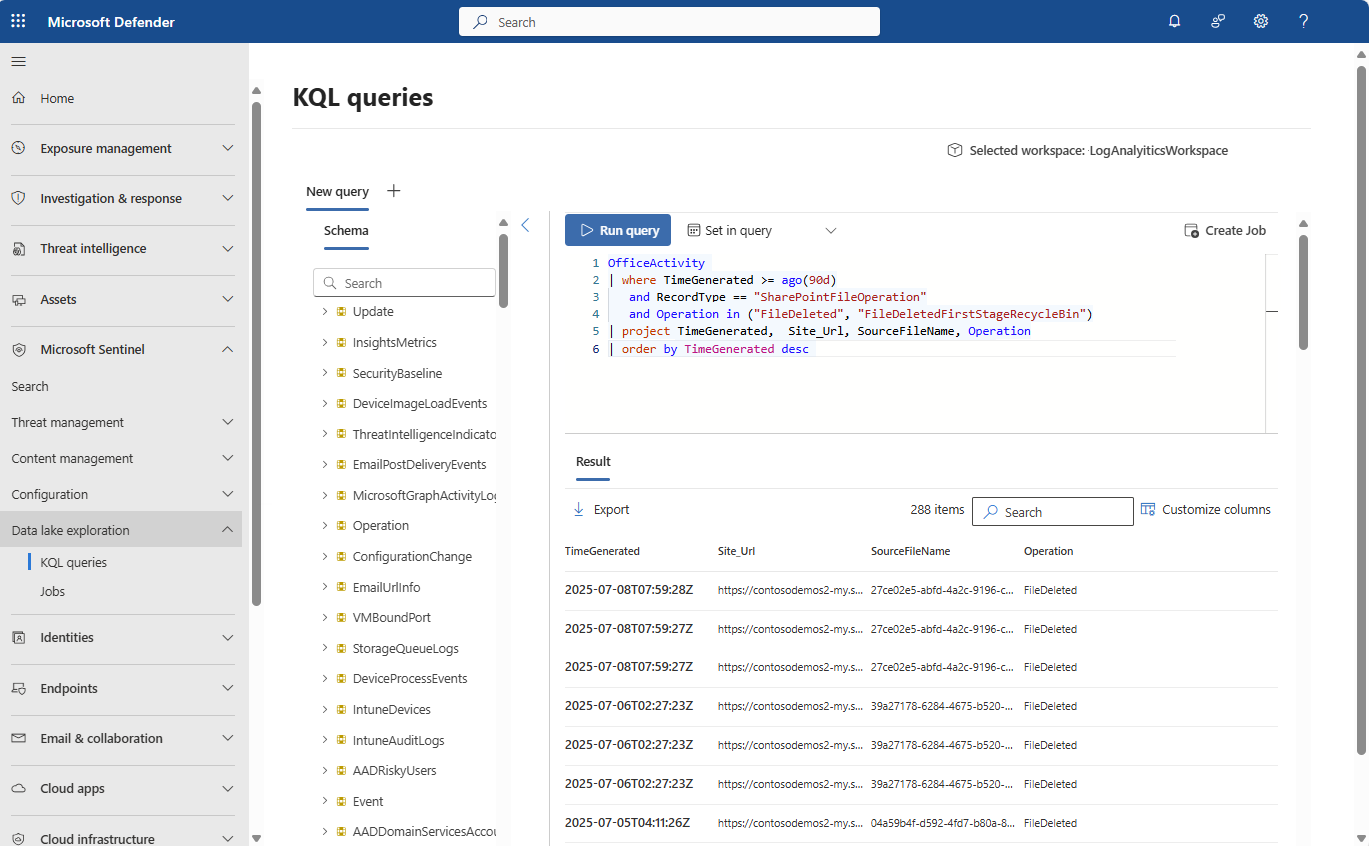 Microsoft Defender
Search
Home
Exposure management
Investigation & response
Threat intelligence
Assets
Microsoft Sentinel
Search
Threat management
Content management
Configuration
Data lake exploration
KQL queries
Jobs
Identities
Endpoints
Email & collaboration
Cloud apps
Cloud infrastructure
KQL queries
Selected workspace: LogAnalyiticsWorkspace
New query
Schema
Search
Update
InsightsMetrics
SecurityBaseline
DeviceImageLoadEvents
ThreatIntelligenceIndicato
EmailPostDeliveryEvents
MicrosoftGraphActivityLog
Operation
ConfigurationChange
EmailUrlInfo
VMBoundPort
StorageQueueLogs
DeviceProcessEvents
IntuneDevices
IntuneAuditLogs
AADRiskyUsers
Event
AADDomainServicesAccou
Run query Set in query Create Job
1 OfficeActivity
2 | where TimeGenerated >= ago(90d)
3 and RecordType == "SharePointFileOperation"
4 and Operation in ("FileDeleted", "FileDeletedFirstStageRecycleBin")
5 | project TimeGenerated, Site_Url, SourceFileName, Operation
6 | order by TimeGenerated desc
Result
Export 288 items Search Customize columns
TimeGenerated Site_Url SourceFileName Operation
2025-07-08T07:59:28Z https://contosodemos2-my.s... 27ce02e5-abfd-4a2c-9196-c... FileDeleted
2025-07-08T07:59:27Z https://contosodemos2-my.s... 27ce02e5-abfd-4a2c-9196-c... FileDeleted
2025-07-08T07:59:27Z https://contosodemos2-my.s... 27ce02e5-abfd-4a2c-9196-c... FileDeleted
2025-07-06T02:27:23Z https://contosodemos2-my.s... 39a27178-6284-4675-b520-... FileDeleted
2025-07-06T02:27:23Z https://contosodemos2-my.s... 39a27178-6284-4675-b520-... FileDeleted
2025-07-06T02:27:23Z https://contosodemos2-my.s... 39a27178-6284-4675-b520-... FileDeleted
2025-07-05T04:11:26Z https://contosodemos2-my.s... 04a59b4f-d592-4fd7-b80a-8... FileDeleted